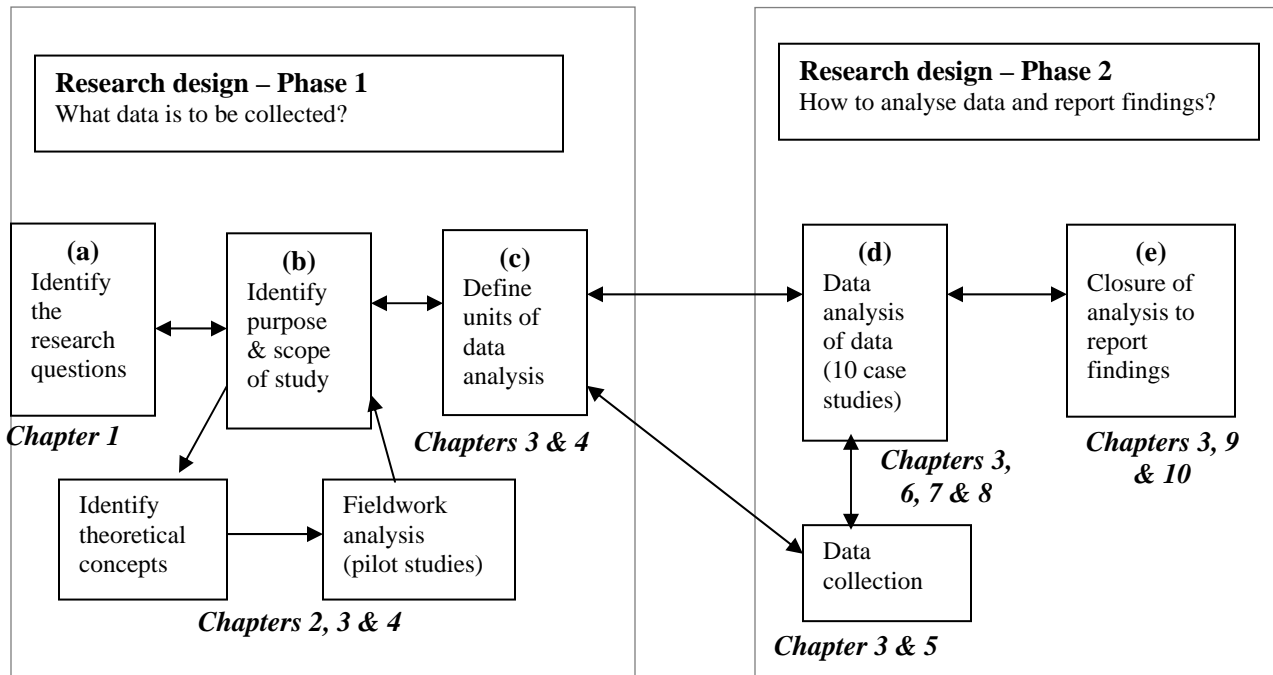 Research design – Phase 1
What data is to be collected?
Research design – Phase 2
How to analyse data and report findings?
(a)
Identify
the
research
questions
Chapter 1
(b)
Identify
purpose
& scope
of study
(c)
Define
units of
data
analysis
Chapters 3 & 4
Identify
theoretical
concepts
Fieldwork
analysis
(pilot studies)
Chapters 2, 3 & 4
(d)
Data
analysis
of data
(10 case
studies)
Chapters 3,
6, 7 & 8
(e)
Closure of
analysis to
report
findings
Chapters 3, 9
& 10
Data
collection
Chapter 3 & 5